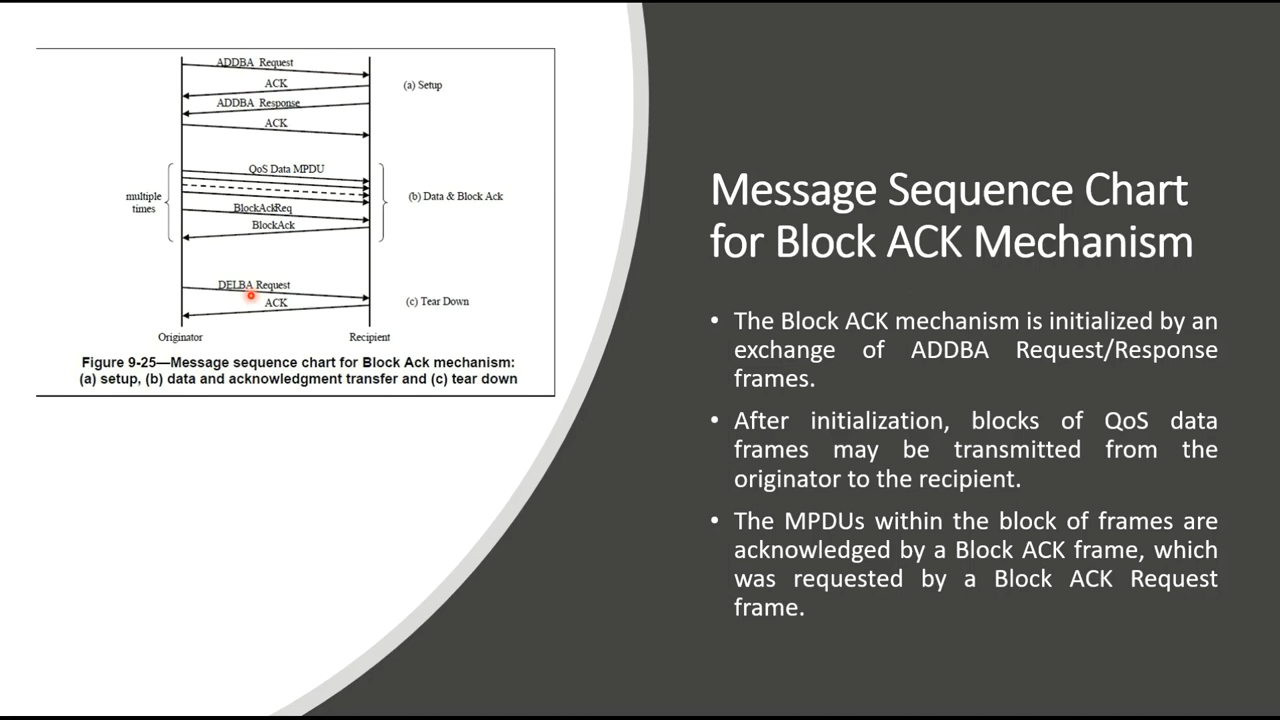 ADDBA Request
ACK
(a) Setup
ADDBA Response
ACK
QoS Data MPDU
multiple
times
(b) Data & Block Ack
BlockAckReq
BlockAck
DELBA Request
ACK
(c) Tear Down
Originator
Recipient
Figure 9-25—Message sequence chart for Block Ack mechanism:
(a) setup, (b) data and acknowledgment transfer and (c) tear down
Message Sequence Chart
for Block ACK Mechanism
• The Block ACK mechanism is initialized by an
exchange of ADDBA Request/Response
frames.
• After initialization, blocks of QoS data
frames may be transmitted from the
originator to the recipient.
• The MPDUs within the block of frames are
acknowledged by a Block ACK frame, which
was requested by a Block ACK Request
frame.